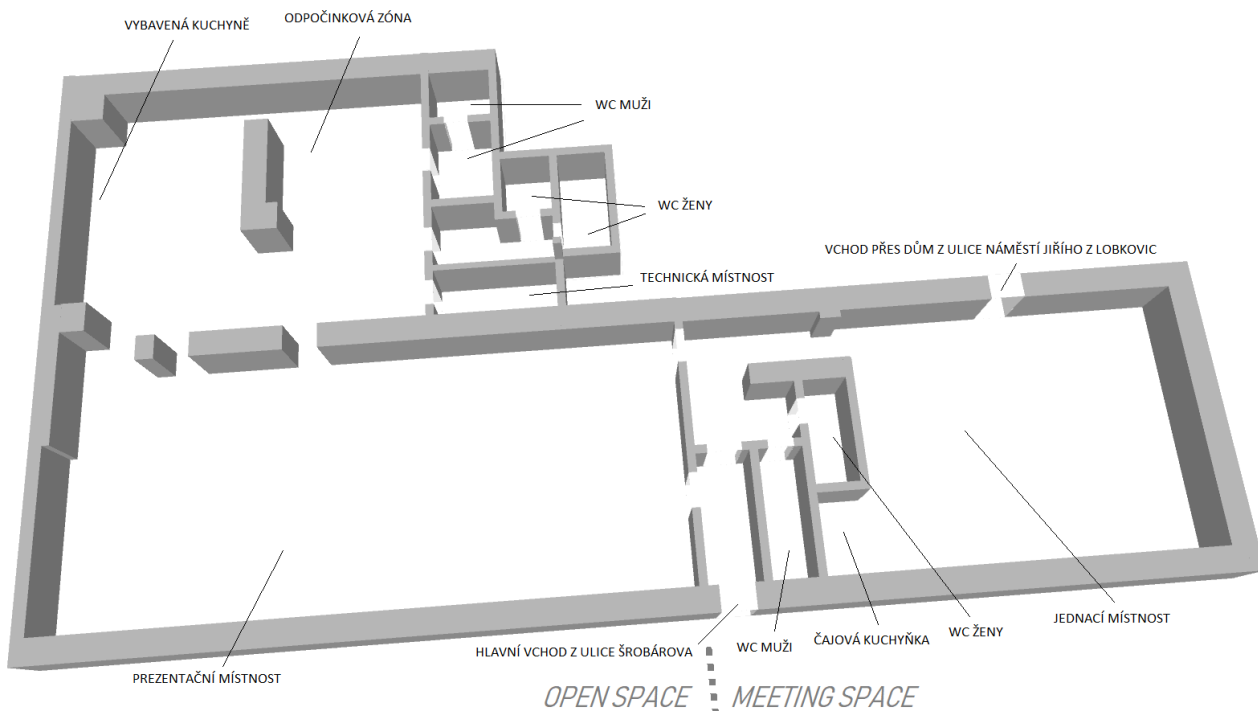 VYBAVENÁ KUCHYNĚ
ODPOČINKOVÁ ZÓNA
WC MUŽI
WC ŽENY
VCHOD PŘES DŮM Z ULICE NÁMĚSTÍ JIŘÍHO Z LOBKOVIC
TECHNICKÁ MÍSTNOST
PREZENTAČNÍ MÍSTNOST
HLAVNÍ VCHOD Z ULICE ŠROBÁROVA
WC MUŽI
ČAJOVÁ KUCHYŇKA
WC ŽENY
JEDNACÍ MÍSTNOST
OPEN SPACE
MEETING SPACE